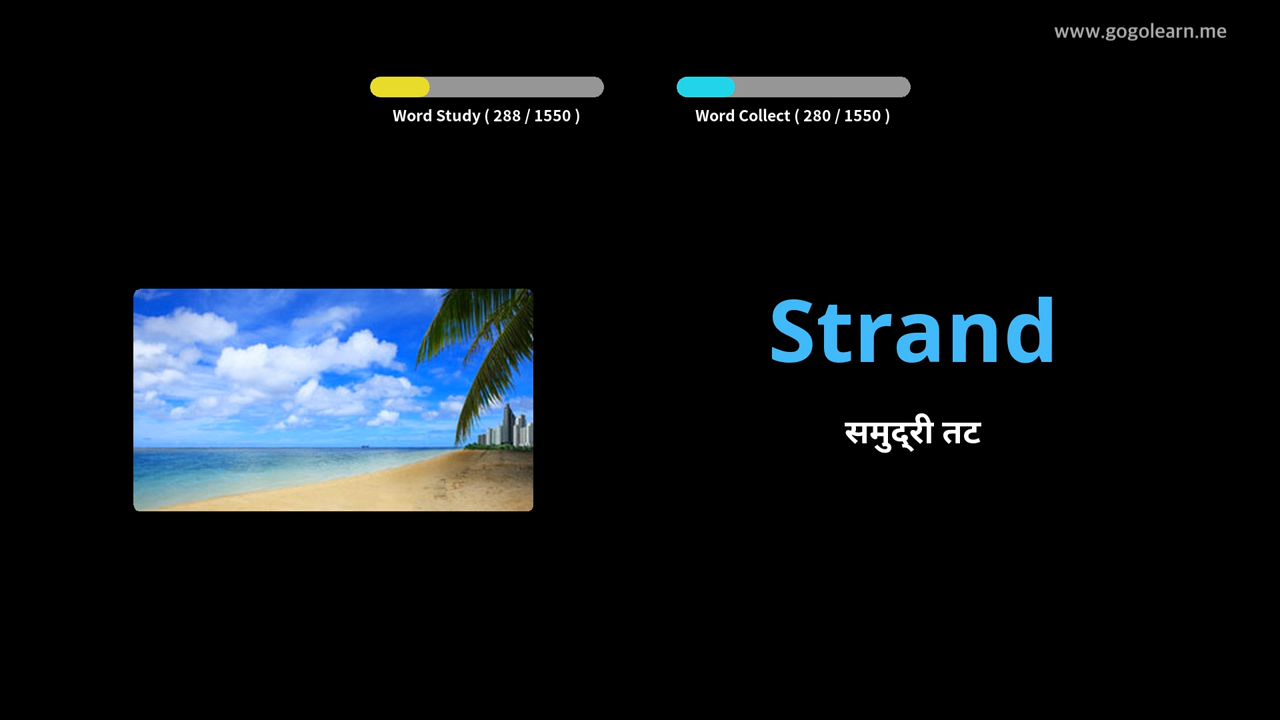 www.gogolearn.me
Word Study ( 288 / 1550 )
Word Collect ( 280 / 1550 )
Strand
समुद्री तट